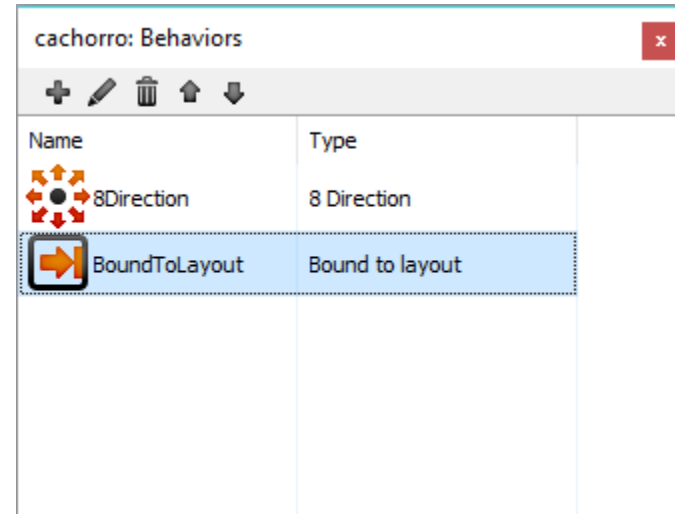 cachorro: Behaviors
x
Name Type
8Direction 8 Direction
BoundToLayout Bound to layout